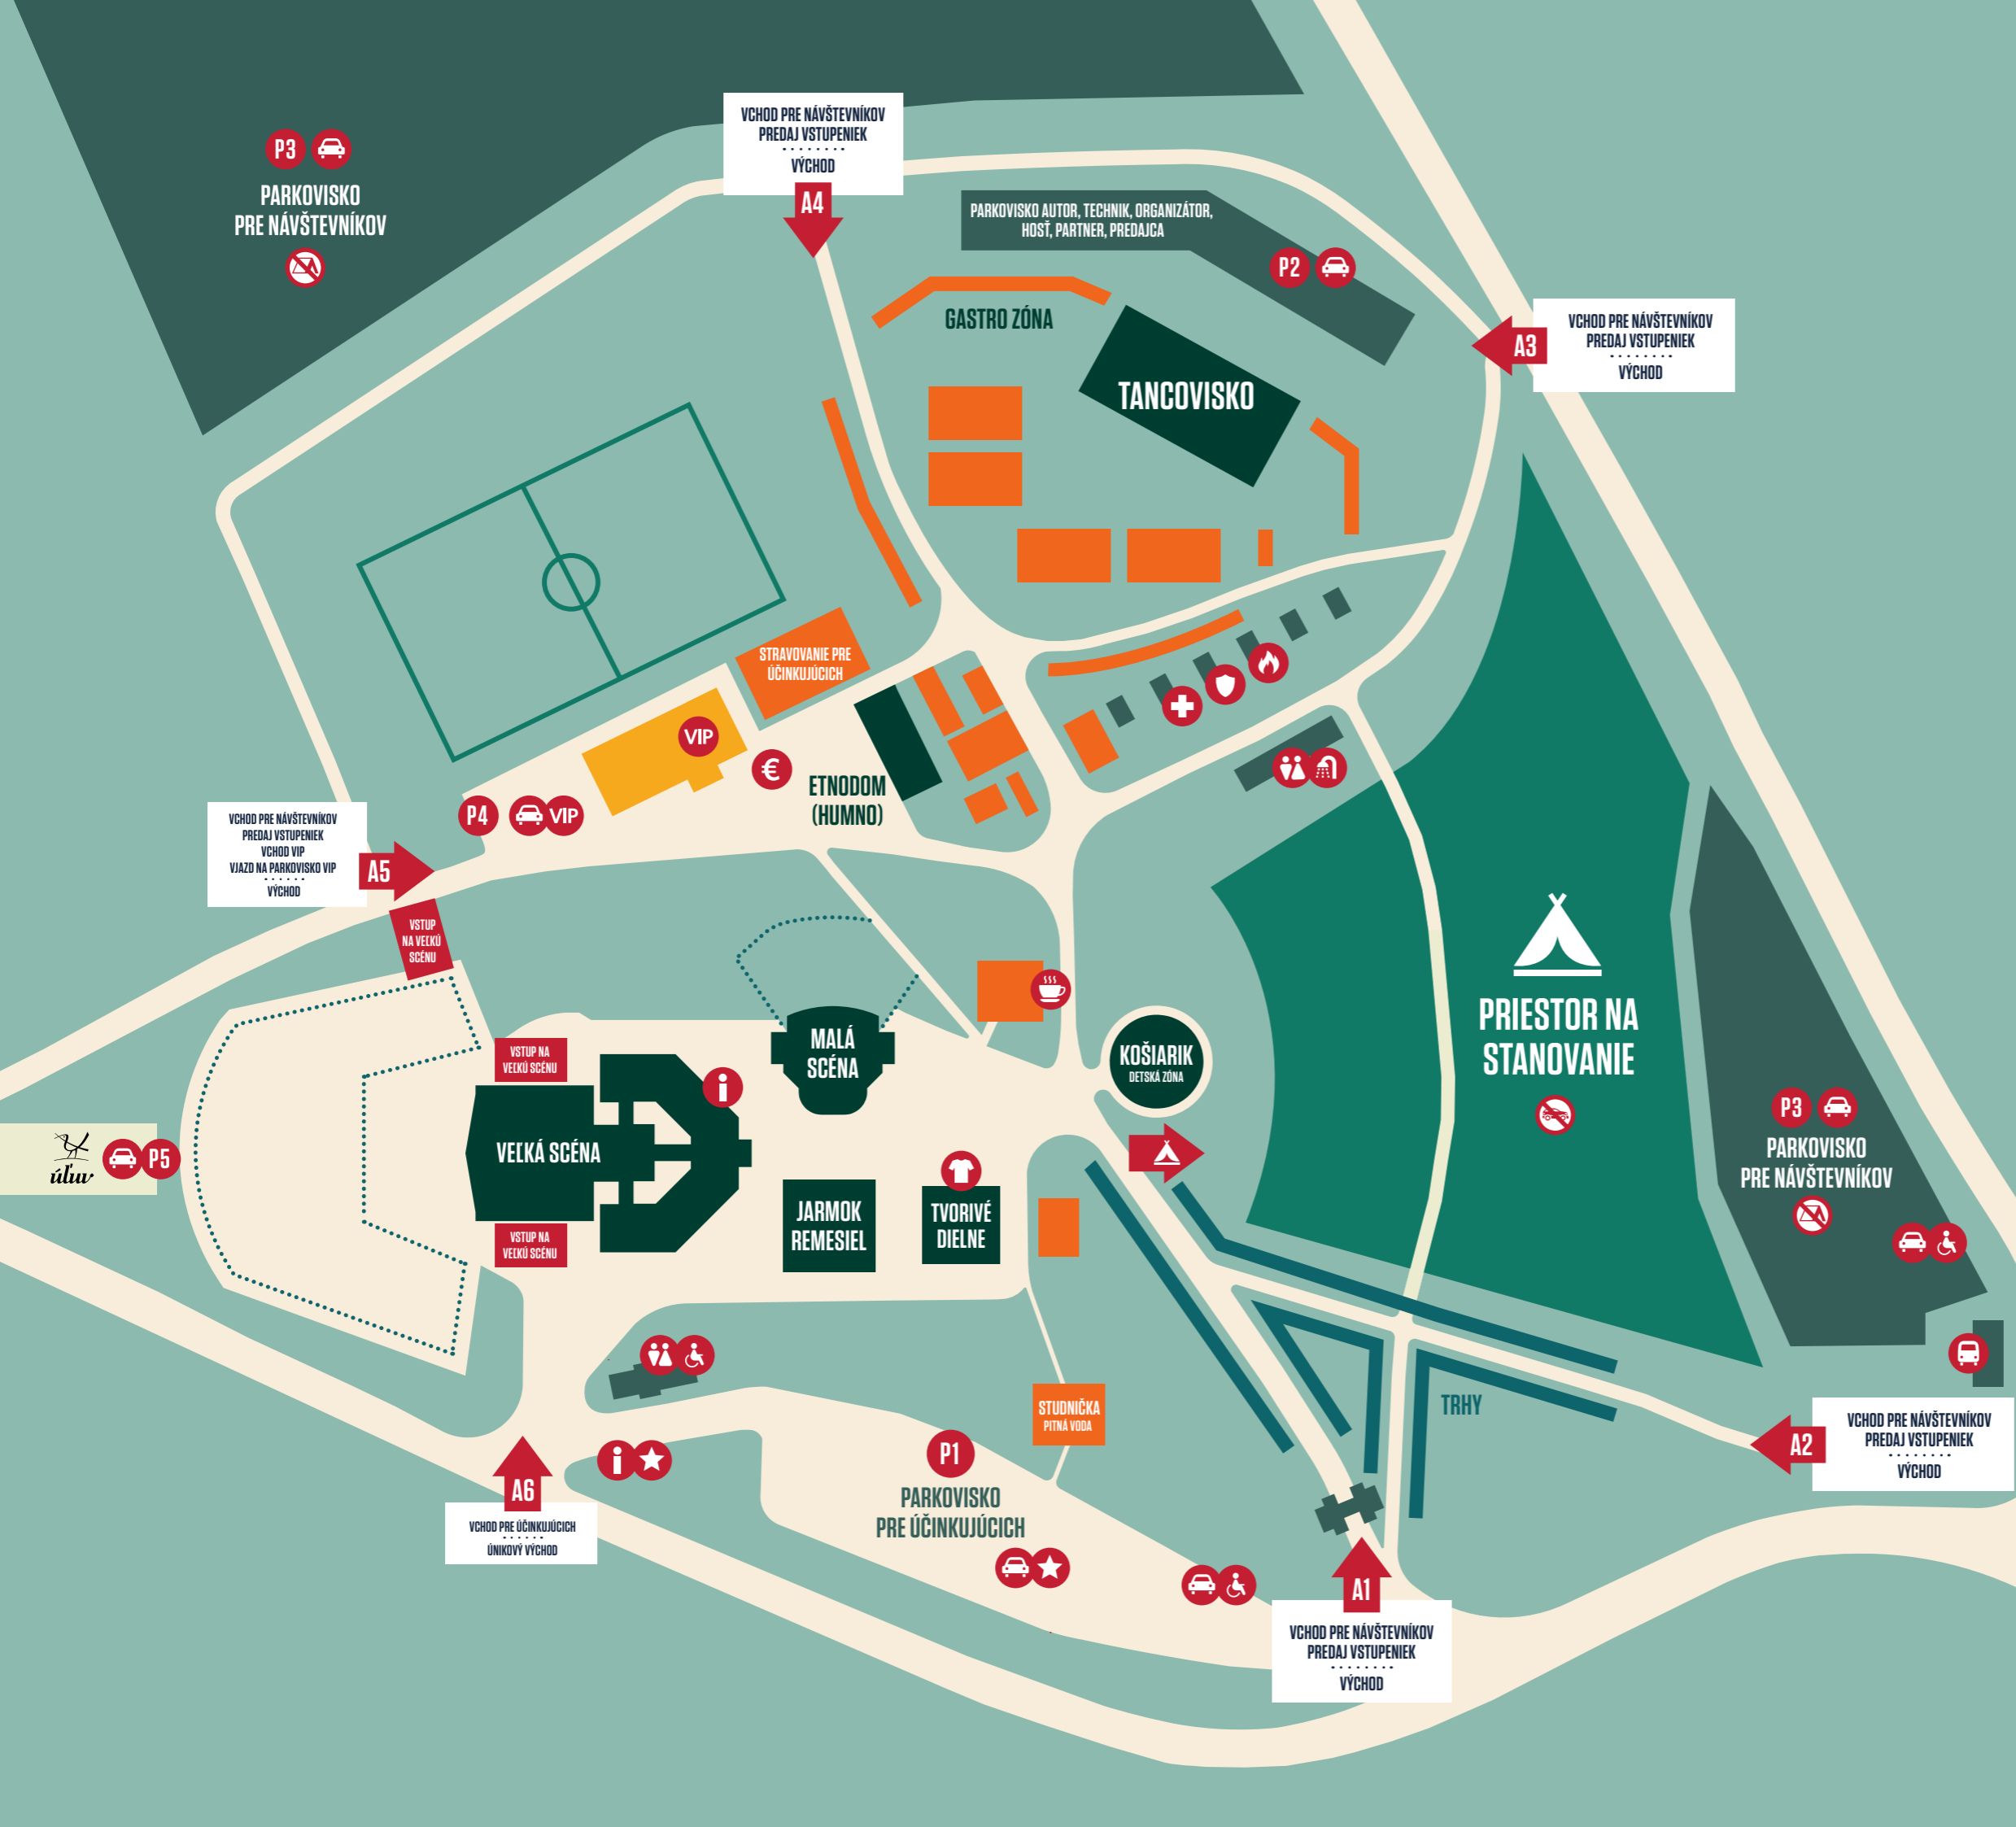 VCHOD PRE NÁVŠTEVNÍKOV
PREDAJ VSTUPENIEK
VÝCHOD
A4
P3
PARKOVISKO
PRE NÁVŠTEVNÍKOV
PARKOVISKO AUTOR, TECHNIK, ORGANIZÁTOR,
HOSŤ, PARTNER, PREDAJCA
P2
GASTRO ZÓNA
TANCOVISKO
A3
VCHOD PRE NÁVŠTEVNÍKOV
PREDAJ VSTUPENIEK
VÝCHOD
STRAVOVANIE PRE
ÚČINKUJÚCICH
VIP
€
ETNODOM
(HUMNO)
P4
VIP
VCHOD PRE NÁVŠTEVNÍKOV
PREDAJ VSTUPENIEK
VCHOD VIP
VJAZD NA PARKOVISKO VIP
VÝCHOD
A5
VSTUP
NA VEĽKÚ
SCÉNU
PRIESTOR NA
STANOVANIE
MALÁ
SCÉNA
KOŠIARIK
DETSKÁ ZÓNA
VSTUP NA
VEĽKÚ SCÉNU
i
VEĽKÁ SCÉNA
VSTUP NA
VEĽKÚ SCÉNU
úľuv
P5
JARMOK
REMESIEL
TVORIVÉ
DIELNE
P3
PARKOVISKO
PRE NÁVŠTEVNÍKOV
STUDNIČKA
PITNÁ VODA
TRHY
A2
VCHOD PRE NÁVŠTEVNÍKOV
PREDAJ VSTUPENIEK
VÝCHOD
i
A6
VCHOD PRE ÚČINKUJÚCICH
ÚNIKOVÝ VÝCHOD
P1
PARKOVISKO
PRE ÚČINKUJÚCICH
A1
VCHOD PRE NÁVŠTEVNÍKOV
PREDAJ VSTUPENIEK
VÝCHOD